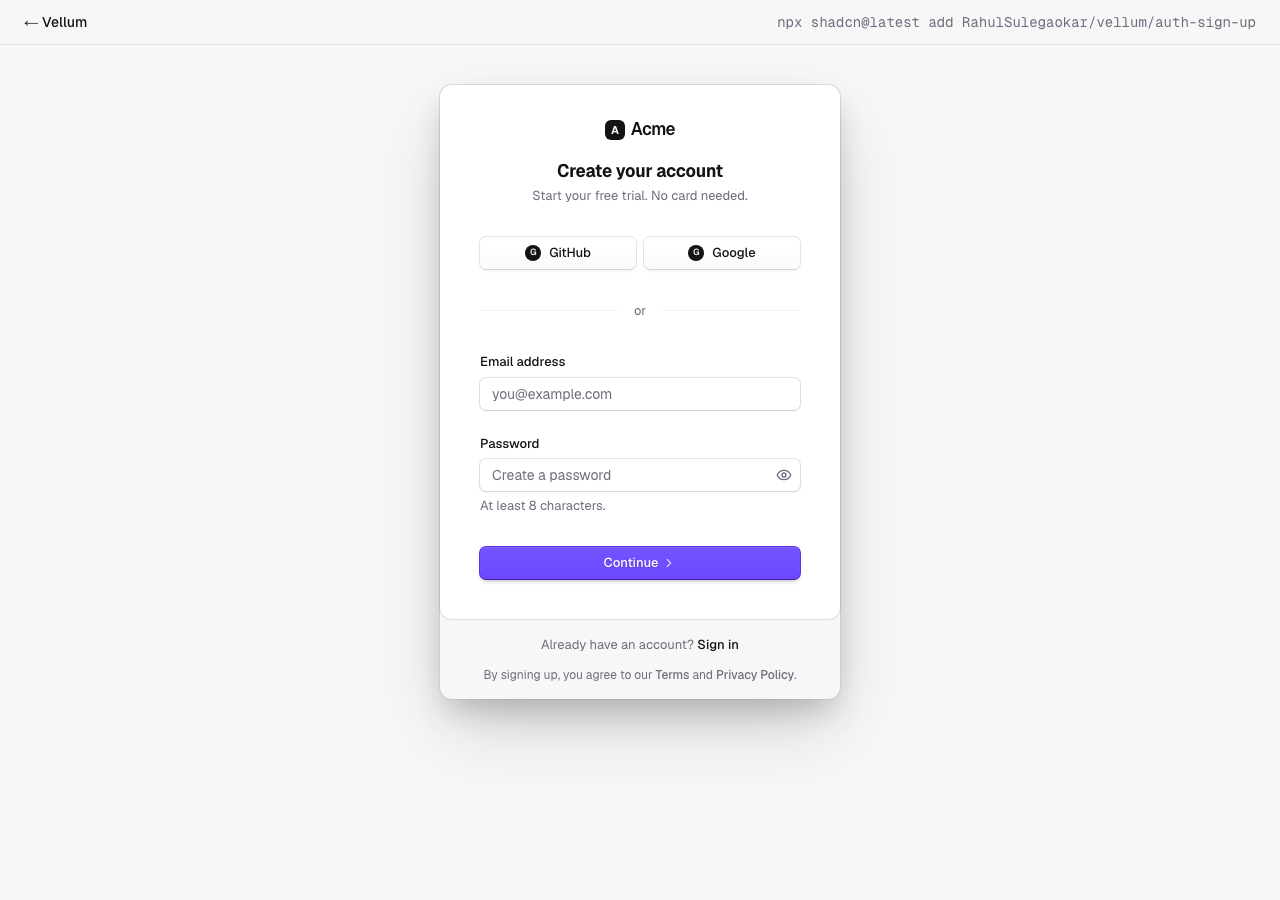 ← Vellum
npx shadcn@latest add RahulSulegaokar/vellum/auth-sign-up
A Acme
Create your account
Start your free trial. No card needed.
G GitHub
G Google
or
Email address
you@example.com
Password
Create a password
At least 8 characters.
Continue
Already have an account? Sign in
By signing up, you agree to our Terms and Privacy Policy.